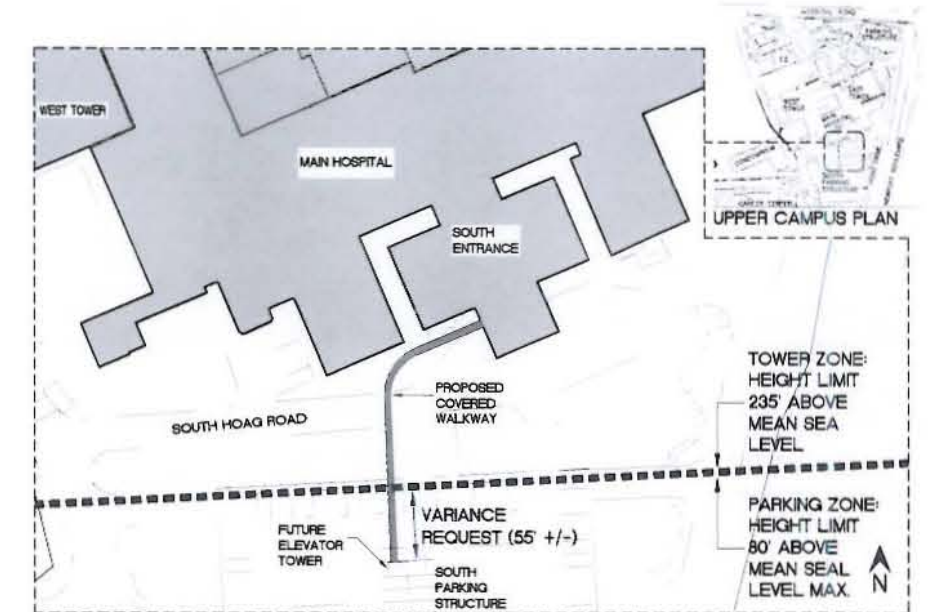 WEST TOWER
MAIN HOSPITAL
SOUTH
ENTRANCE
UPPER CAMPUS PLAN
PROPOSED
COVERED
WALKWAY
SOUTH HOAG ROAD
TOWER ZONE:
HEIGHT LIMIT
235' ABOVE
MEAN SEA
LEVEL
VARIANCE
REQUEST (55' +/-)
FUTURE
ELEVATOR
TOWER
SOUTH
PARKING
STRUCTURE
PARKING ZONE:
HEIGHT LIMIT
80' ABOVE
MEAN SEAL
LEVEL MAX.
N